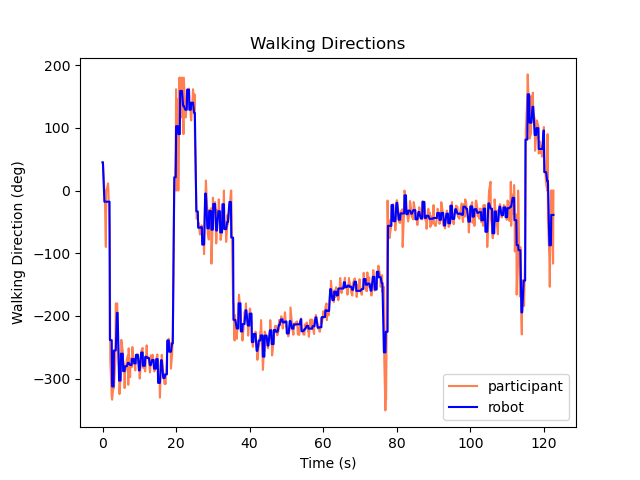 Walking Directions
Walking Direction (deg)
200
100
0
−100
−200
−300
0
20
40
60
80
100
120
Time (s)
participant
robot